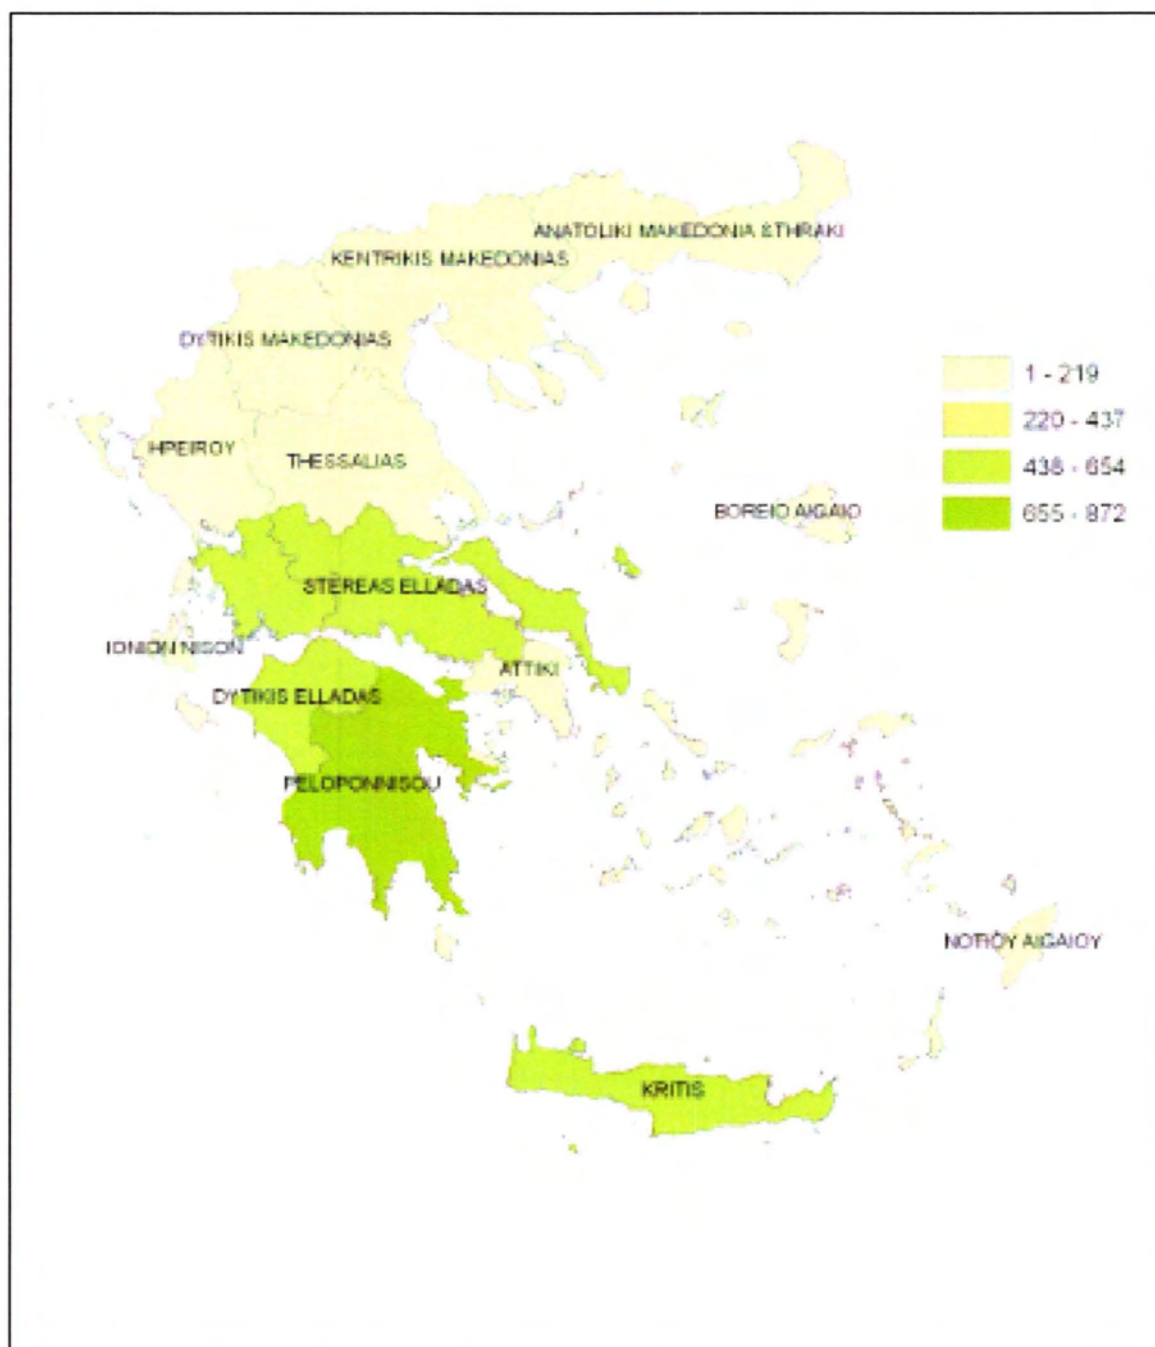 ANATOLIKI MAKEDONIA &THRAKI
KENTRIKIS MAKEDONIAS
DYTIKIS MAKEDONIAS
1 - 219
220 - 437
438 - 654
655 - 872
HPEIROY
THESSALIAS
BOREIO AIGAIO
STEREAS ELLADAS
IONION NISON
ATTIKI
DYTIKIS ELLADAS
PELOPONNISOU
NOTIOY AIGAIOY
KRITIS